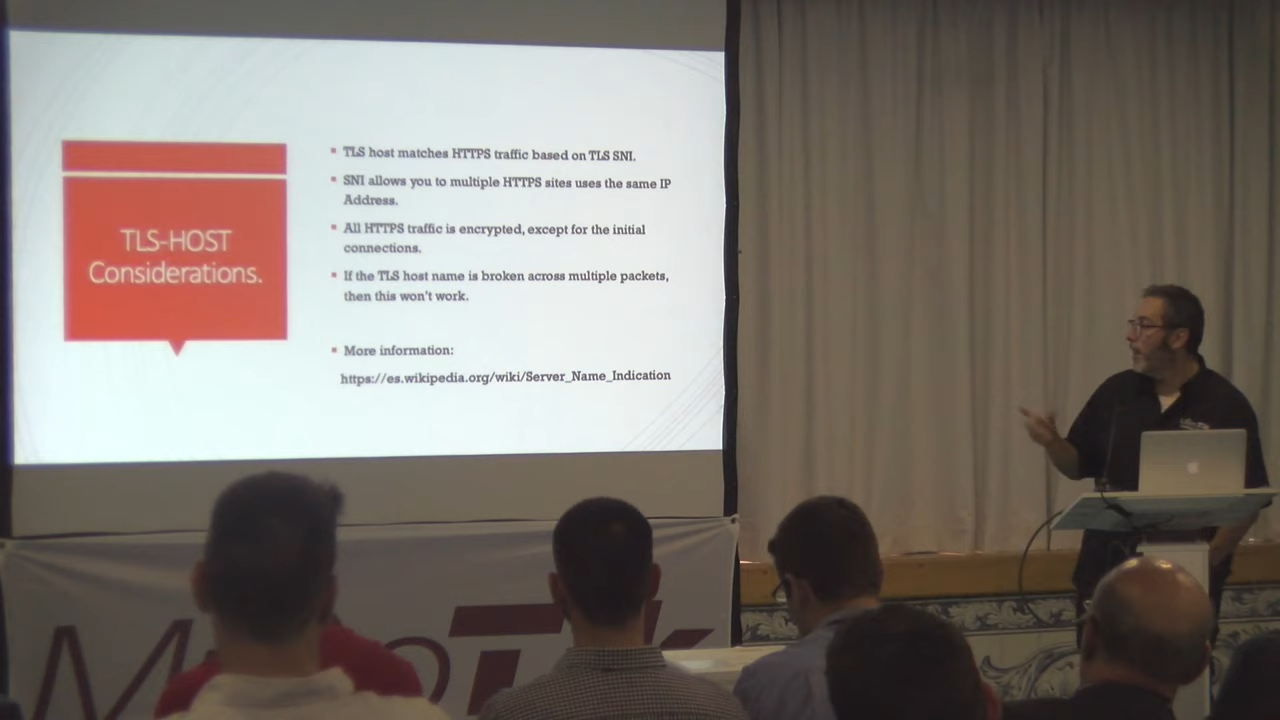 TLS-HOST
Considerations.
TLS host matches HTTPS traffic based on TLS SNI.
SNI allows you to multiple HTTPS sites uses the same IP
Address.
All HTTPS traffic is encrypted, except for the initial
connections.
If the TLS host name is broken across multiple packets,
then this won't work.
More information:
https://es.wikipedia.org/wiki/Server_Name_Indication